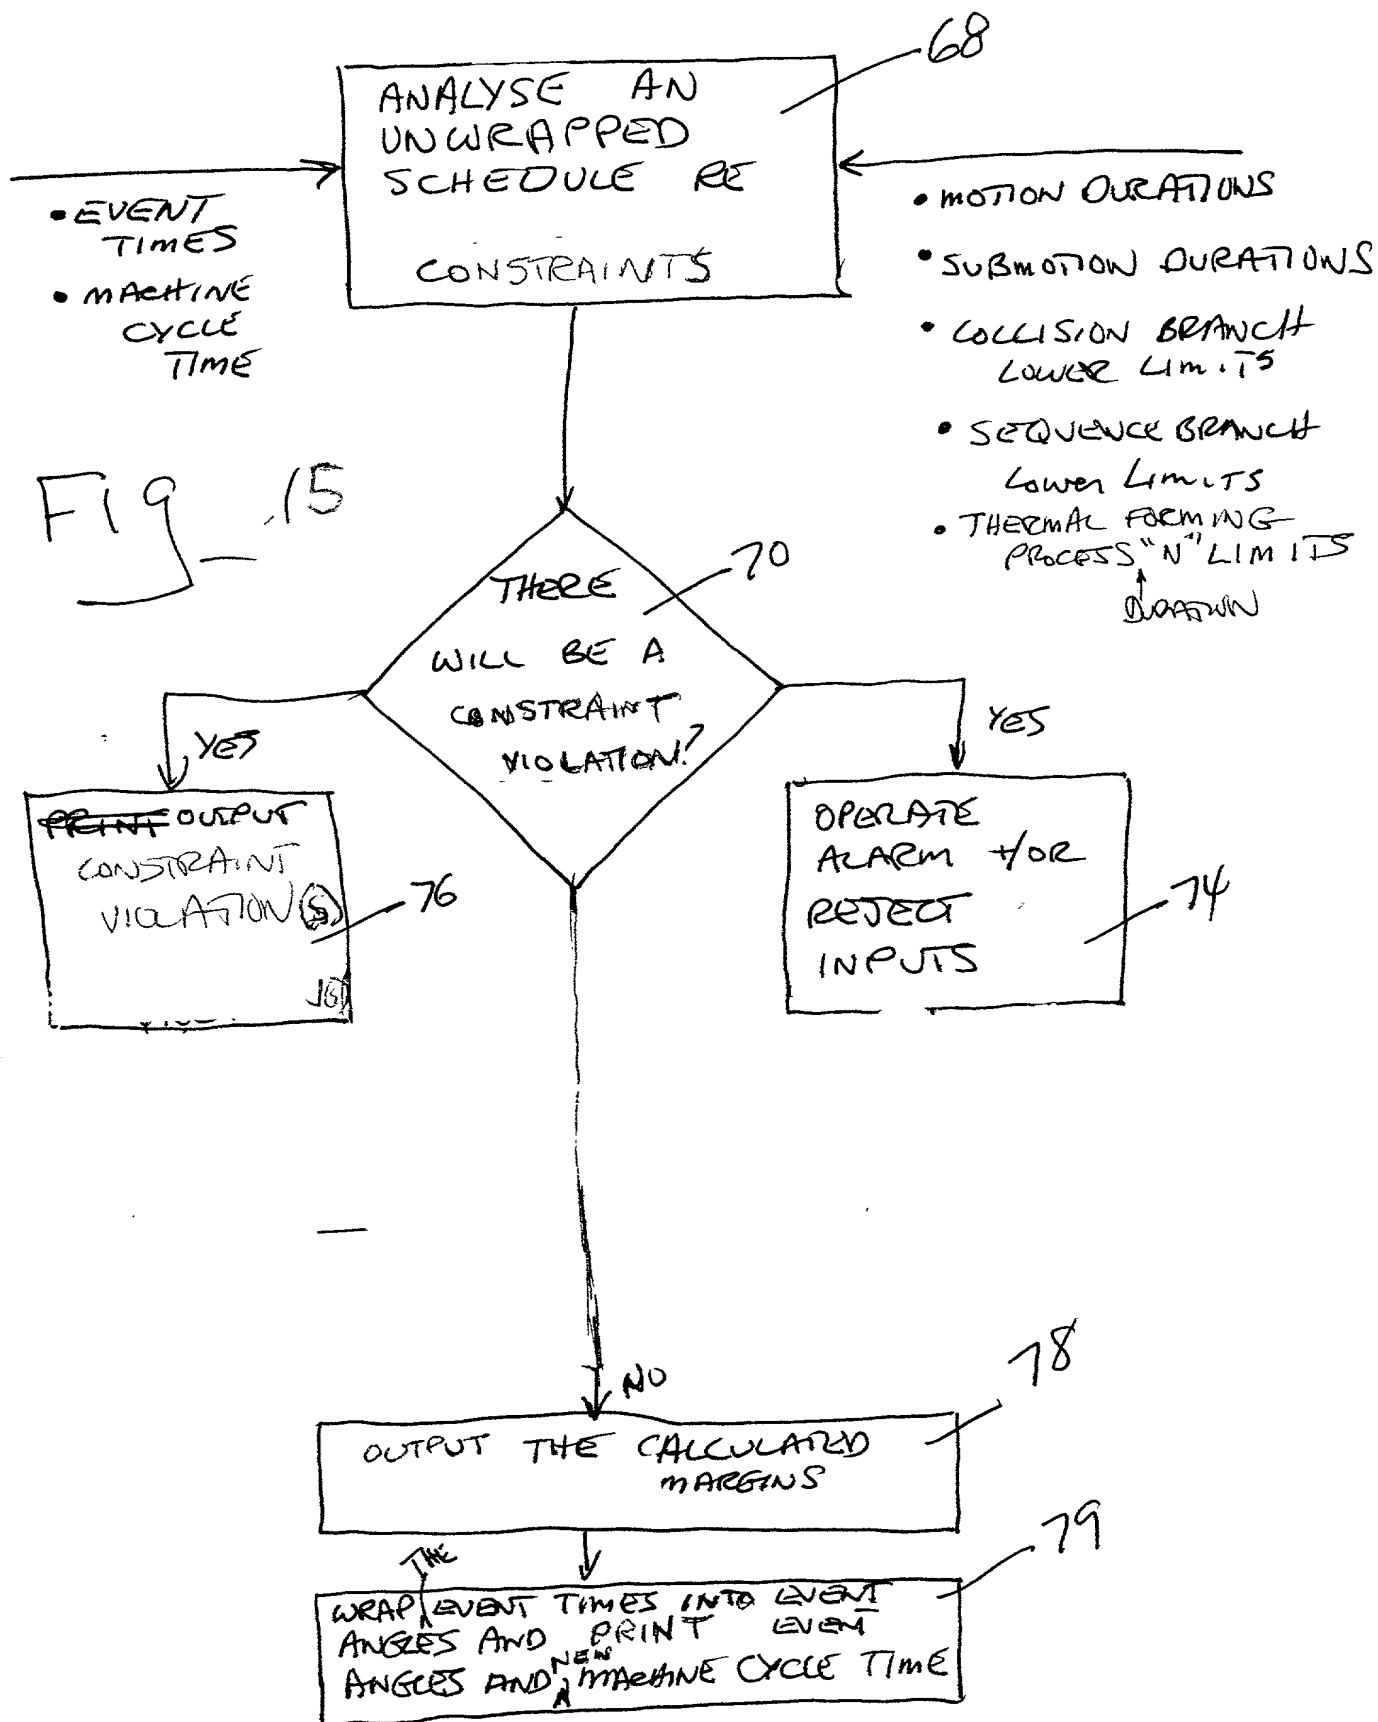 68
ANALYSE AN
UNWRAPPED
SCHEDULE RE
CONSTRAINTS
• EVENT
TIMES
• MACHINE
CYCLE
TIME
• MOTION DURATIONS
• SUBMOTION DURATIONS
• COLLISION BRANCH
LOWER LIMITS
• SEQUENCE BRANCH
LOWER LIMITS
• THERMAL FORMING
PROCESS "N" LIMITS
DURATION
Fig_ 15
70
THERE
WILL BE A
CONSTRAINT
VIOLATION?
YES
YES
PRINT OUTPUT
CONSTRAINT
VIOLATION(S)
76
OPERATE
ALARM +/OR
REJECT
INPUTS
74
NO
78
OUTPUT THE CALCULATED
MARGINS
79
WRAP THE EVENT TIMES INTO EVENT
ANGLES AND PRINT EVENT
ANGLES AND NEW MACHINE CYCLE TIME